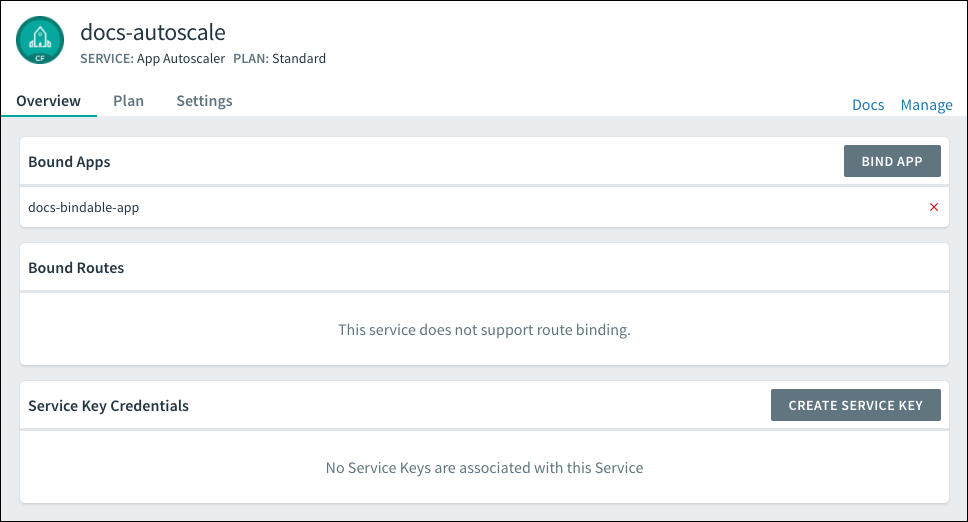 CF
docs-autoscale
SERVICE: App Autoscaler PLAN: Standard
Overview Plan Settings Docs Manage
Bound Apps BIND APP
docs-bindable-app ×
Bound Routes
This service does not support route binding.
Service Key Credentials CREATE SERVICE KEY
No Service Keys are associated with this Service